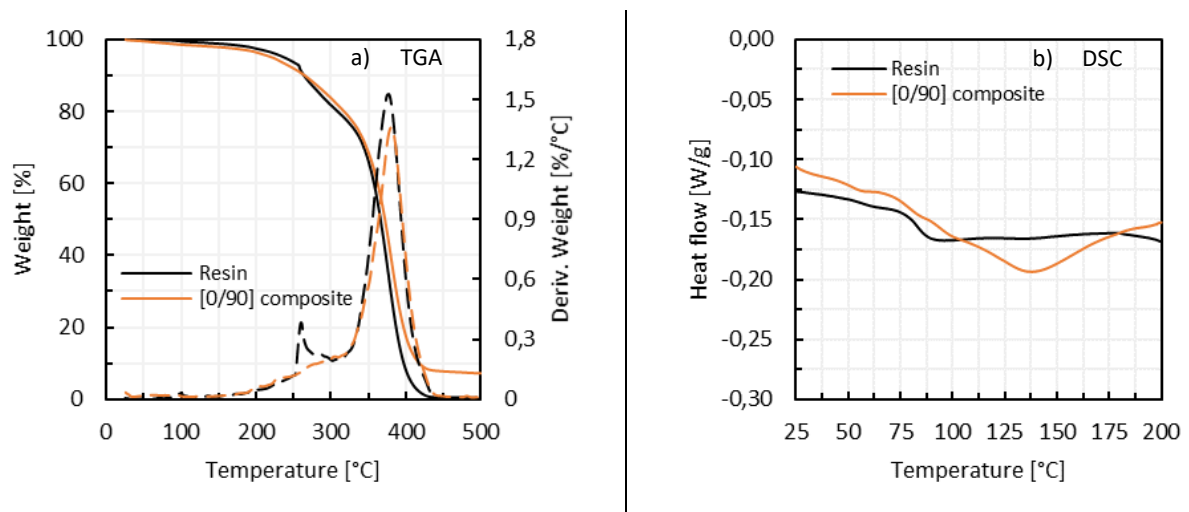 a) TGA
Weight [%]
100
80
60
40
20
0
1,8
1,5
1,2
0,9
0,6
0,3
0
Deriv. Weight [%/°C]
Resin
[0/90] composite
0 100 200 300 400 500
Temperature [°C]
b) DSC
Heat flow [W/g]
0,00
-0,05
-0,10
-0,15
-0,20
-0,25
-0,30
Resin
[0/90] composite
25 50 75 100 125 150 175 200
Temperature [°C]